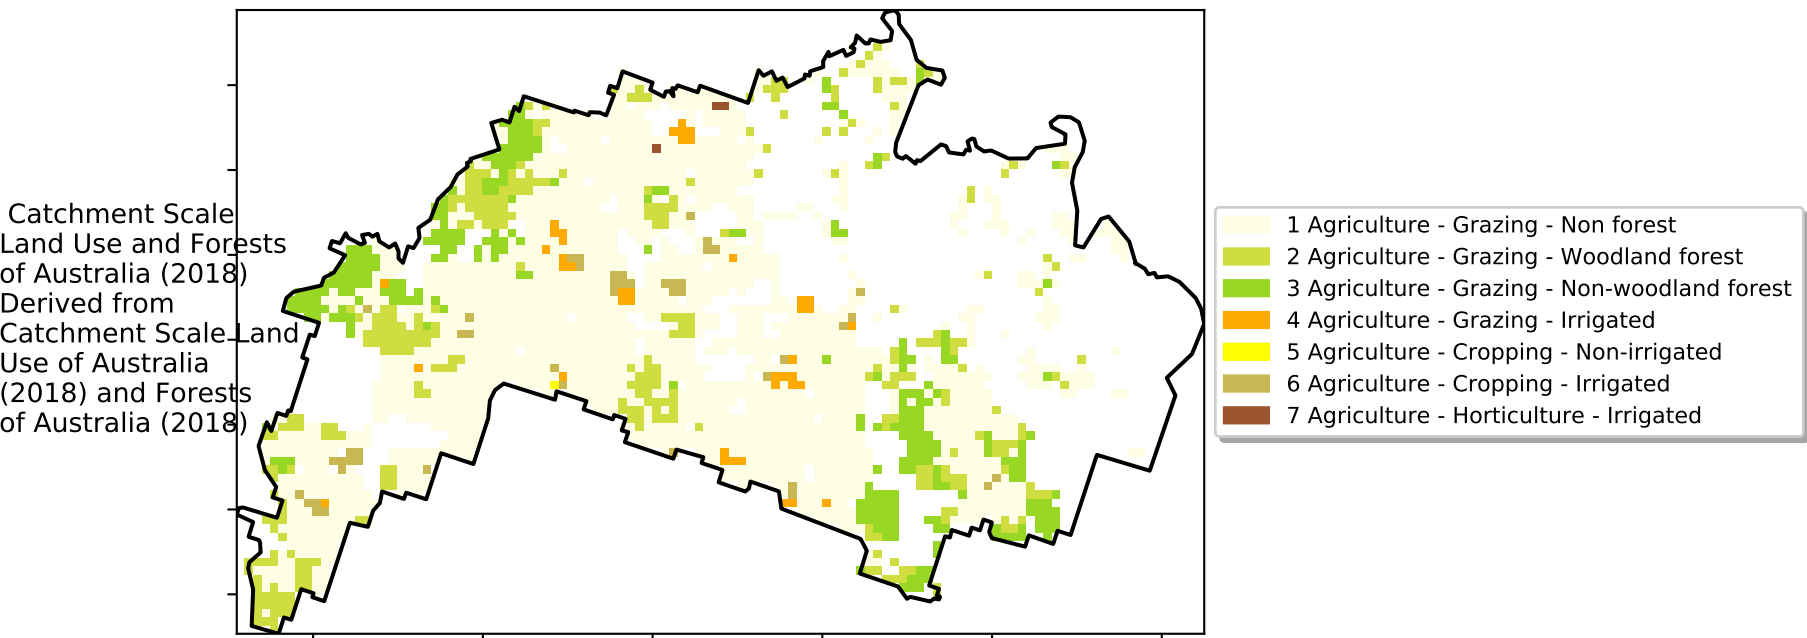 Catchment Scale
Land Use and Forests
of Australia (2018)
Derived from
Catchment Scale Land
Use of Australia
(2018) and Forests
of Australia (2018)
1 Agriculture - Grazing - Non forest
2 Agriculture - Grazing - Woodland forest
3 Agriculture - Grazing - Non-woodland forest
4 Agriculture - Grazing - Irrigated
5 Agriculture - Cropping - Non-irrigated
6 Agriculture - Cropping - Irrigated
7 Agriculture - Horticulture - Irrigated